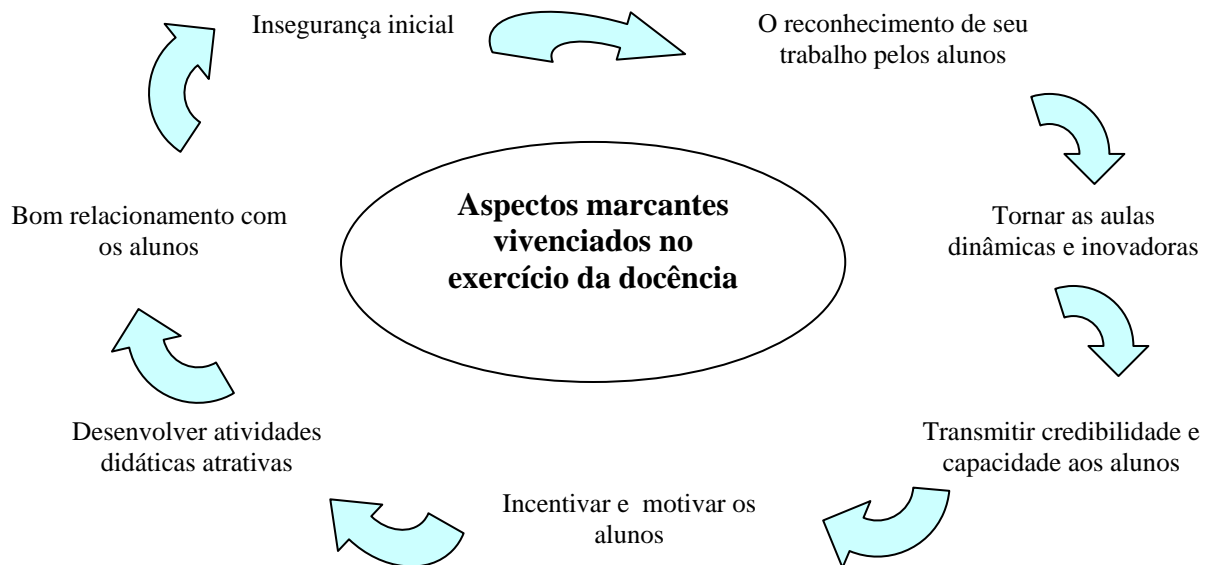 Insegurança inicial
O reconhecimento de seu
trabalho pelos alunos
Aspectos marcantes
vivenciados no
exercício da docência
Bom relacionamento com
os alunos
Tornar as aulas
dinâmicas e inovadoras
Desenvolver atividades
didáticas atrativas
Transmitir credibilidade e
capacidade aos alunos
Incentivar e motivar os
alunos